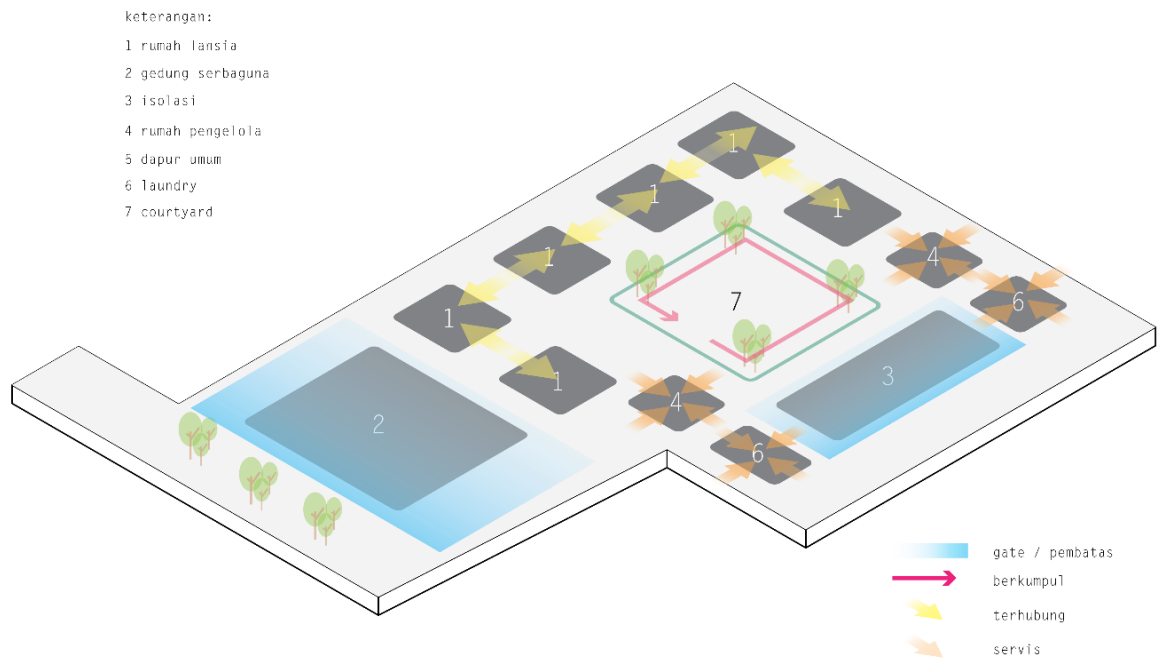 keterangan:
1 rumah lansia
2 gedung serbaguna
3 isolasi
4 rumah pengelola
5 dapur umum
6 laundry
7 courtyard
1
1
1
1
4
1
6
7
1
3
1
4
2
6
gate / pembatas
berkumpul
terhubung
servis